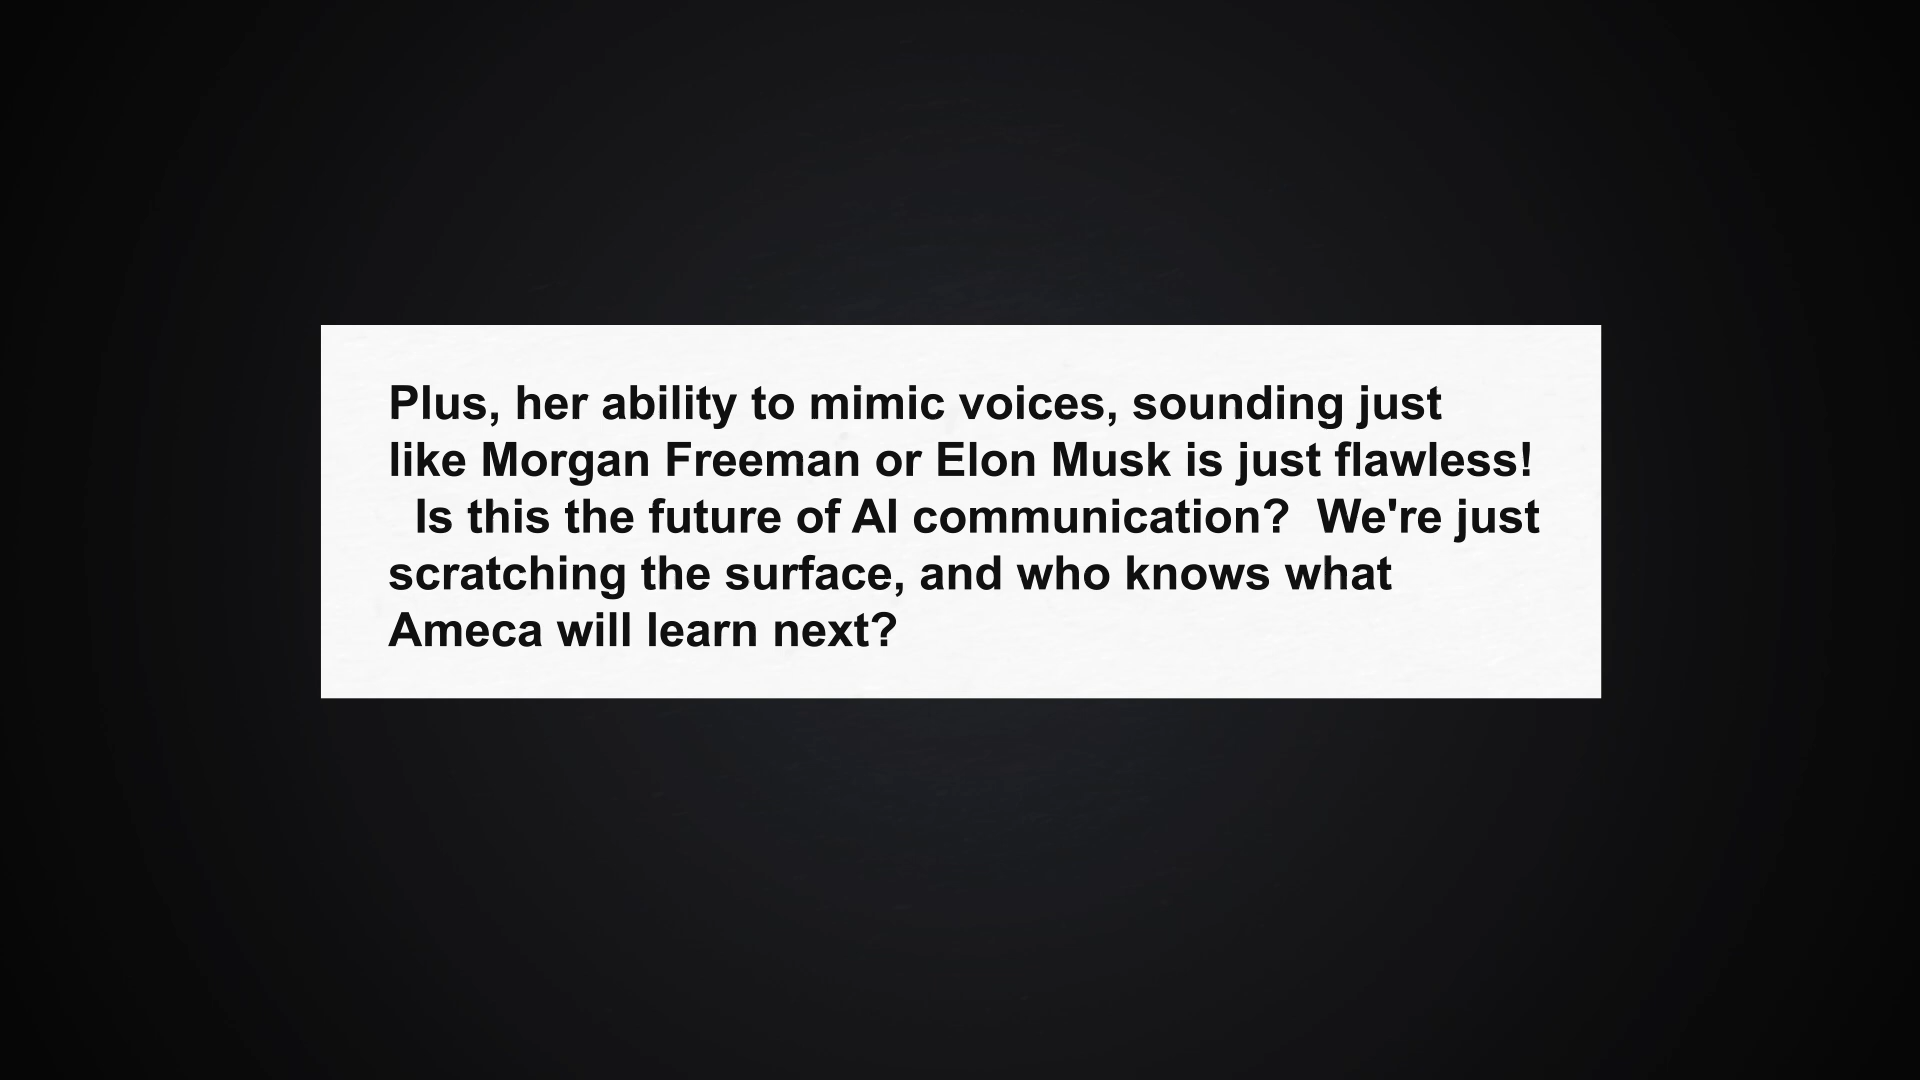 Plus, her ability to mimic voices, sounding just
like Morgan Freeman or Elon Musk is just flawless!
Is this the future of AI communication?  We're just
scratching the surface, and who knows what
Ameca will learn next?